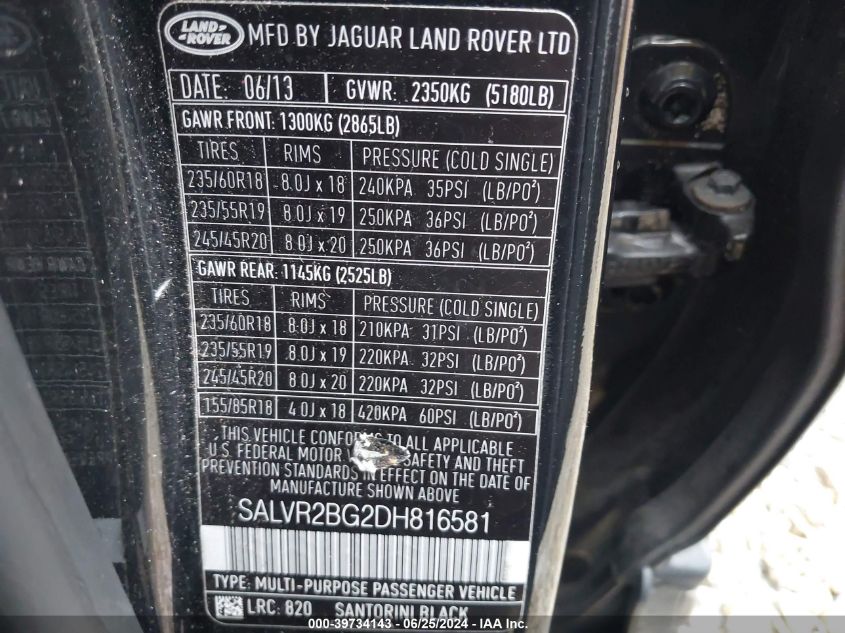 LAND
ROVER
MFD BY JAGUAR LAND ROVER LTD
DATE: 06/13 GVWR: 2350KG (5180LB)
GAWR FRONT: 1300KG (2865LB)
TIRES RIMS PRESSURE (COLD SINGLE)
235/60R18 8.0J x 18 240KPA 35PSI (LB/PO²)
235/55R19 8.0J x 19 250KPA 36PSI (LB/PO²)
245/45R20 8.0J x 20 250KPA 36PSI (LB/PO²)
GAWR REAR: 1145KG (2525LB)
TIRES RIMS PRESSURE (COLD SINGLE)
235/60R18 8.0J x 18 210KPA 31PSI (LB/PO²)
235/55R19 8.0J x 19 220KPA 32PSI (LB/PO²)
245/45R20 8.0J x 20 220KPA 32PSI (LB/PO²)
155/85R18 4.0J x 18 420KPA 60PSI (LB/PO²)
THIS VEHICLE TO ALL APPLICABLE
U.S. FEDERAL MOTOR SAFETY AND THEFT
PREVENTION STANDARDS IN EFFECT ON THE DATE OF
MANUFACTURE SHOWN ABOVE
SALVR2BG2DH816581
TYPE: MULTI-PURPOSE PASSENGER VEHICLE
LRC: 820 SANTORINI BLACK
000-39734143 - 06/25/2024 - IAA Inc.